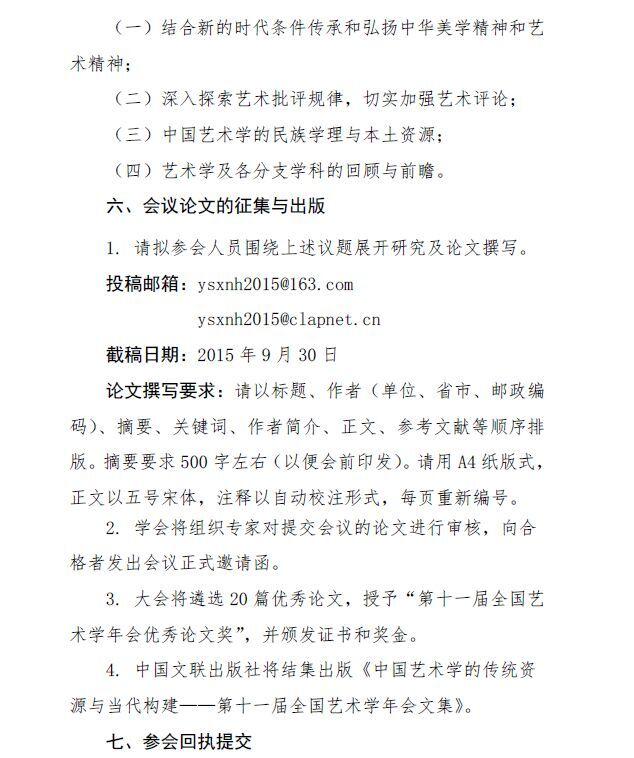 （一）结合新的时代条件传承和弘扬中华美学精神和艺
术精神；
（二）深入探索艺术批评规律，切实加强艺术评论；
（三）中国艺术学的民族学理与本土资源；
（四）艺术学及各分支学科的回顾与前瞻。
六、会议论文的征集与出版
1. 请拟参会人员围绕上述议题展开研究及论文撰写。
投稿邮箱：ysxnh2015@163.com
ysxnh2015@clapnet.cn
截稿日期：2015 年 9 月 30 日
论文撰写要求：请以标题、作者（单位、省市、邮政编
码）、摘要、关键词、作者简介、正文、参考文献等顺序排
版。摘要要求 500 字左右（以便会前印发）。请用 A4 纸版式，
正文以五号宋体，注释以自动校注形式，每页重新编号。
2. 学会将组织专家对提交会议的论文进行审核，向合
格者发出会议正式邀请函。
3. 大会将遴选 20 篇优秀论文，授予“第十一届全国艺
术学年会优秀论文奖”，并颁发证书和奖金。
4. 中国文联出版社将结集出版《中国艺术学的传统资
源与当代构建——第十一届全国艺术学年会文集》。
七、参会回执提交